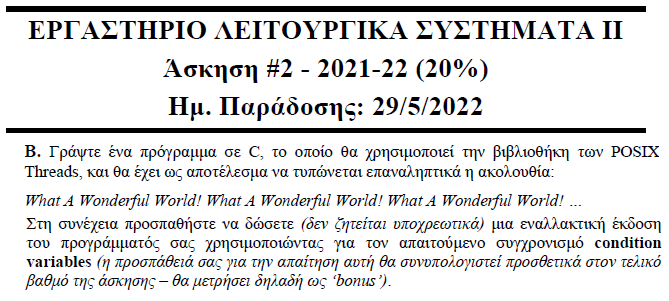 ΕΡΓΑΣΤΗΡΙΟ ΛΕΙΤΟΥΡΓΙΚΑ ΣΥΣΤΗΜΑΤΑ ΙΙ
Άσκηση #2 - 2021-22 (20%)
Ημ. Παράδοσης: 29/5/2022
Β. Γράψτε ένα πρόγραμμα σε C, το οποίο θα χρησιμοποιεί την βιβλιοθήκη των POSIX
Threads, και θα έχει ως αποτέλεσμα να τυπώνεται επαναληπτικά η ακολουθία:
What A Wonderful World! What A Wonderful World! What A Wonderful World! …
Στη συνέχεια προσπαθήστε να δώσετε (δεν ζητείται υποχρεωτικά) μια εναλλακτική έκδοση
του προγράμματός σας χρησιμοποιώντας για τον απαιτούμενο συγχρονισμό condition
variables (η προσπάθειά σας για την απαίτηση αυτή θα συνυπολογιστεί προσθετικά στον τελικό
βαθμό της άσκησης – θα μετρήσει δηλαδή ως ‘bonus’).